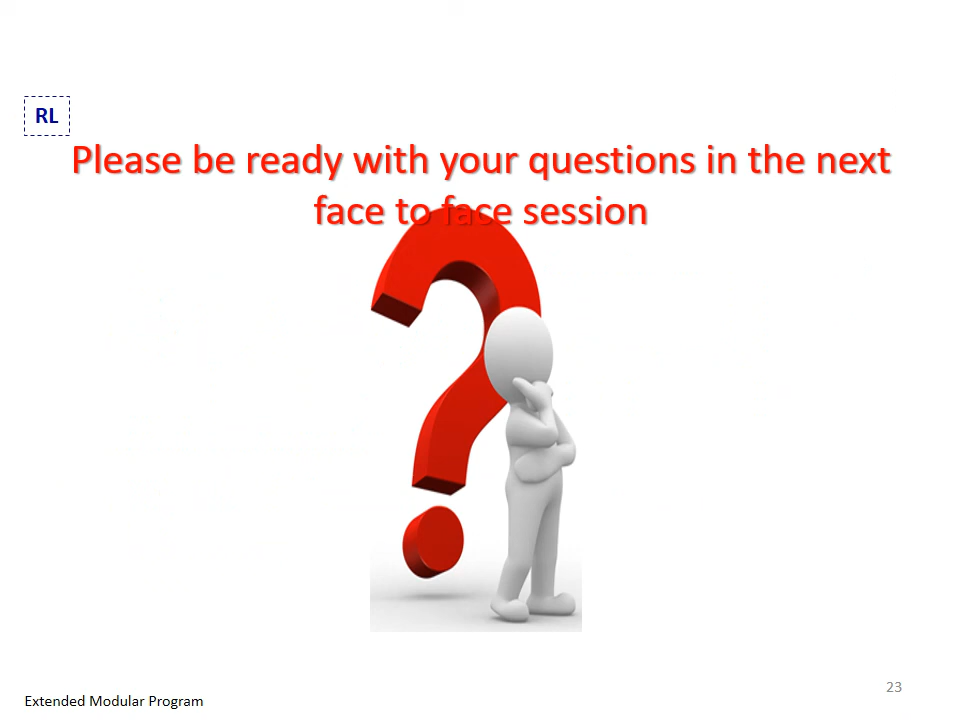 RL
Please be ready with your questions in the next
face to face session
23
Extended Modular Program